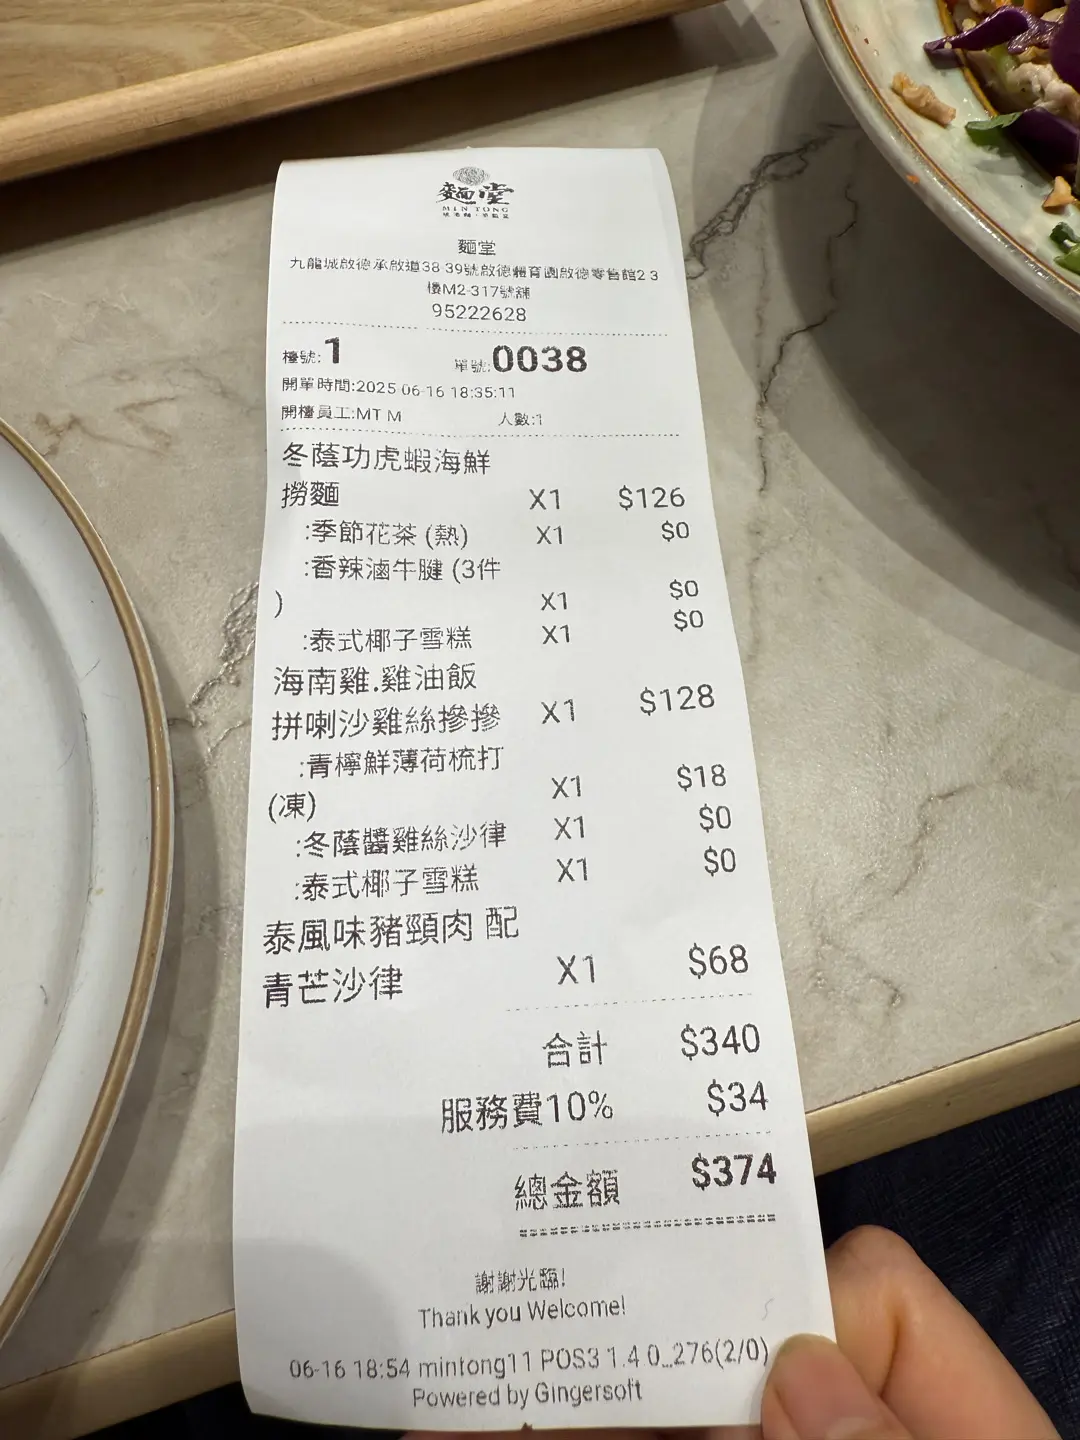 麵堂
MIN TONG
麵堂
九龍城啟德承啟道38-39號啟德體育園啟德零售館2-3
樓M2-317號舖
95222628
檯號:1 單號:0038
開單時間:2025-06-16 18:35:11
開檯員工:MT M 人數:1
冬蔭功虎蝦海鮮
撈麵 X1 $126
:季節花茶 (熱) X1 $0
:香辣滷牛腱 (3件
) X1 $0
:泰式椰子雪糕 X1 $0
海南雞.雞油飯
拼喇沙雞絲摻摻 X1 $128
:青檸鮮薄荷梳打
(凍) X1 $18
:冬蔭醬雞絲沙律 X1 $0
:泰式椰子雪糕 X1 $0
泰風味豬頸肉 配
青芒沙律 X1 $68
合計 $340
服務費10% $34
總金額 $374
謝謝光臨!
Thank you Welcome!
06-16 18:54 mintong11 POS3 1.4.0_276(2/0)
Powered by Gingersoft